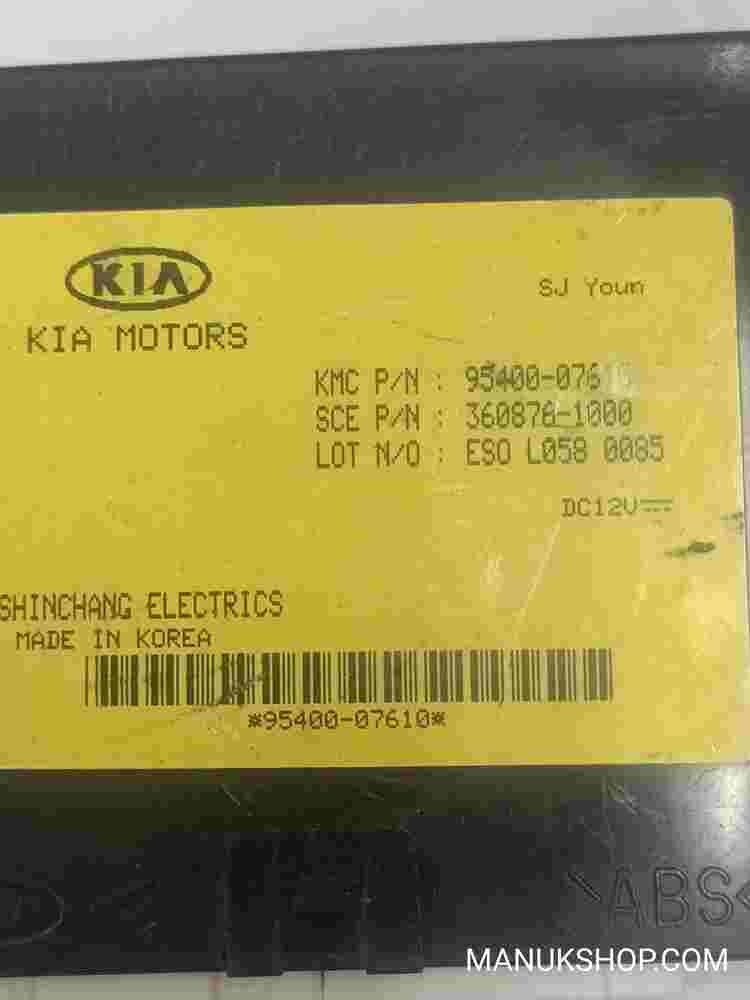 KIA
KIA MOTORS
SJ Youn
KMC P/N : 95400-076
SCE P/N : 360876-1000
LOT N/O : ESO L058 0085
DC12V
SHINCHANG ELECTRICS
MADE IN KOREA
*95400-07610*
>ABS<
MANUKSHOP.COM